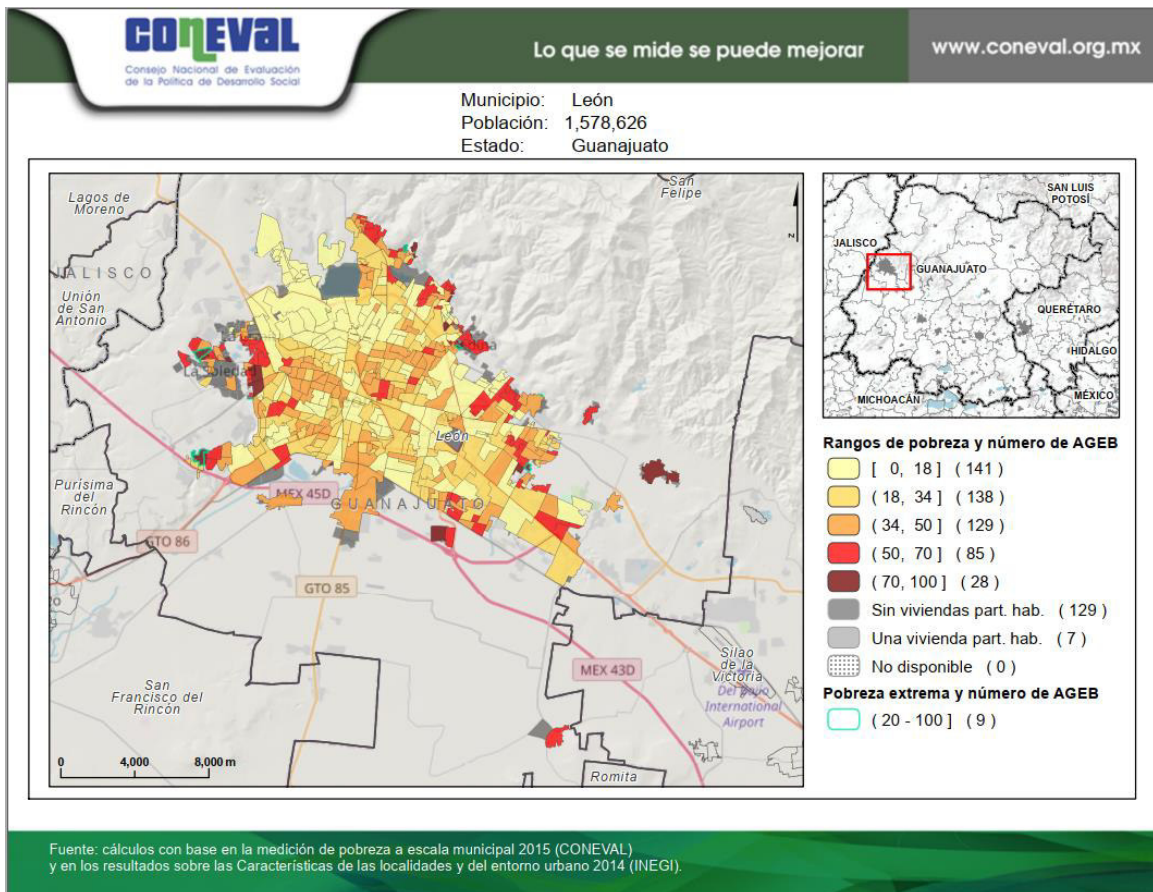 CONEVAL
Consejo Nacional de Evaluación
de la Política de Desarrollo Social
Lo que se mide se puede mejorar
www.coneval.org.mx
Municipio: León
Población: 1,578,626
Estado: Guanajuato
Lagos de
Moreno
San
Felipe
JALISCO
Unión
de San
Antonio
La Soledad
León
Purísima
del
Rincón
MEX 45D
GUANAJUATO
GTO 86
GTO 85
MEX 43D
Silao
de la
Victoria
Del Bajío
International
Airport
San
Francisco del
Rincón
Romita
0 4,000 8,000 m
N
SAN LUIS
POTOSÍ
JALISCO
GUANAJUATO
QUERÉTARO
HIDALGO
MICHOACÁN
MÉXICO
Rangos de pobreza y número de AGEB
[ 0, 18 ] ( 141 )
( 18, 34 ] ( 138 )
( 34, 50 ] ( 129 )
( 50, 70 ] ( 85 )
( 70, 100 ] ( 28 )
Sin viviendas part. hab. ( 129 )
Una vivienda part. hab. ( 7 )
No disponible ( 0 )
Pobreza extrema y número de AGEB
( 20 - 100 ] ( 9 )
Fuente: cálculos con base en la medición de pobreza a escala municipal 2015 (CONEVAL)
y en los resultados sobre las Características de las localidades y del entorno urbano 2014 (INEGI).